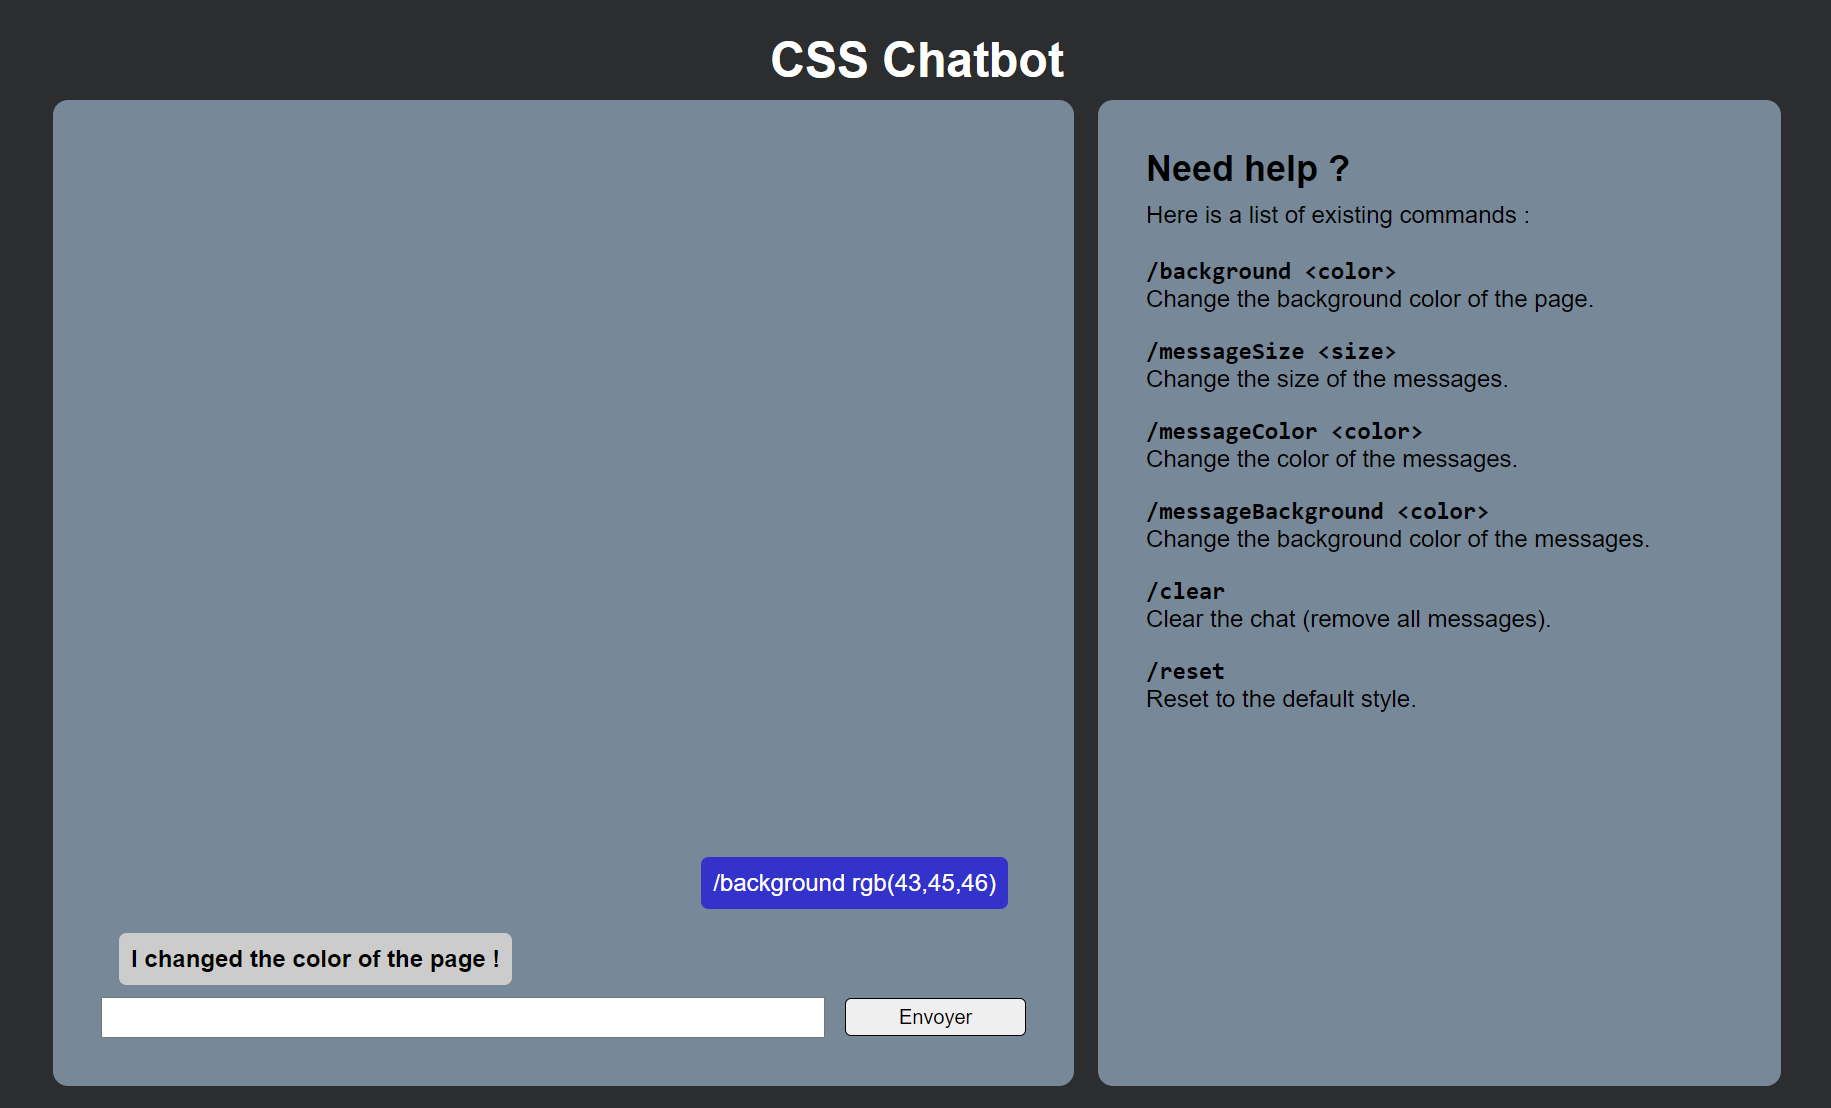 CSS Chatbot
/background rgb(43,45,46)
I changed the color of the page !
Envoyer
Need help ?
Here is a list of existing commands :
/background <color>
Change the background color of the page.
/messageSize <size>
Change the size of the messages.
/messageColor <color>
Change the color of the messages.
/messageBackground <color>
Change the background color of the messages.
/clear
Clear the chat (remove all messages).
/reset
Reset to the default style.